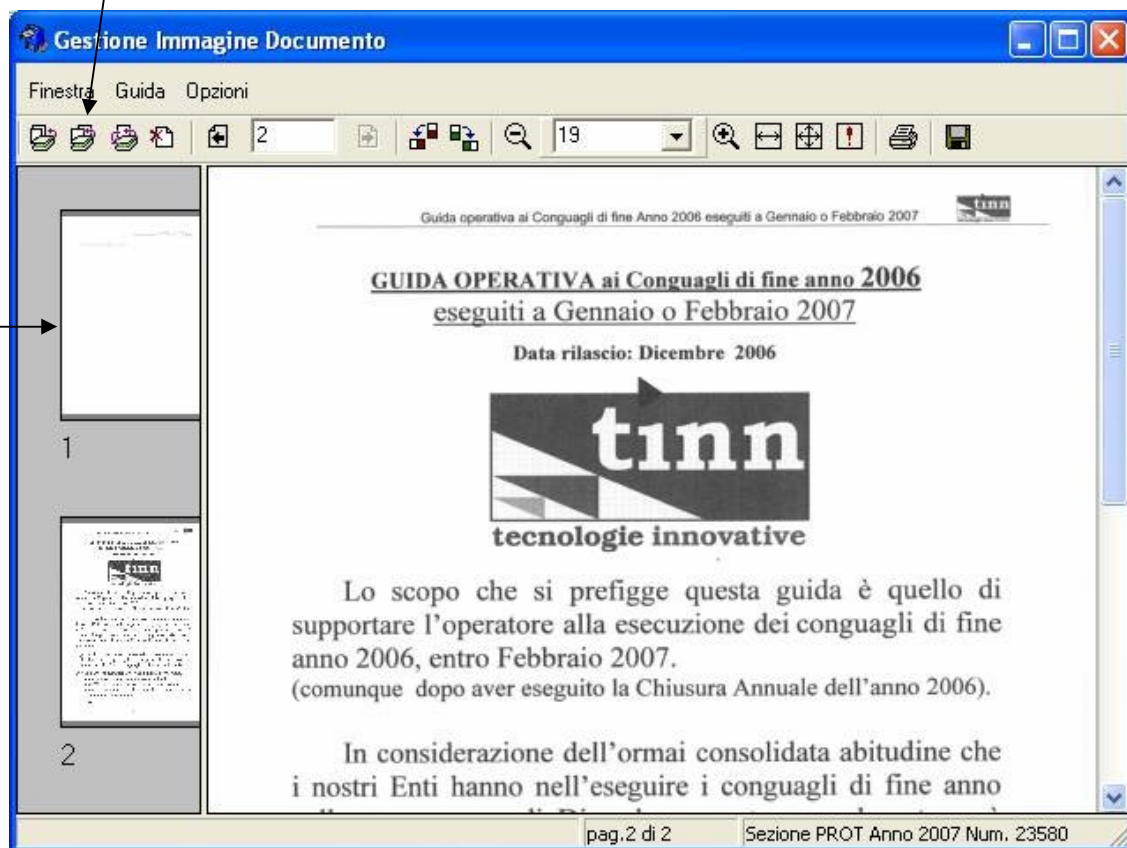 Gestione Immagine Documento
Finestra Guida Opzioni
2 19
Guida operativa ai Conguagli di fine Anno 2006 eseguiti a Gennaio o Febbraio 2007 tinn
GUIDA OPERATIVA ai Conguagli di fine anno 2006
eseguiti a Gennaio o Febbraio 2007
Data rilascio: Dicembre 2006
tinn
tecnologie innovative
Lo scopo che si prefigge questa guida è quello di
supportare l'operatore alla esecuzione dei conguagli di fine
anno 2006, entro Febbraio 2007.
(comunque dopo aver eseguito la Chiusura Annuale dell'anno 2006).
In considerazione dell'ormai consolidata abitudine che
i nostri Enti hanno nell'eseguire i conguagli di fine anno
1
tinn
2
pag.2 di 2 Sezione PROT Anno 2007 Num. 23580